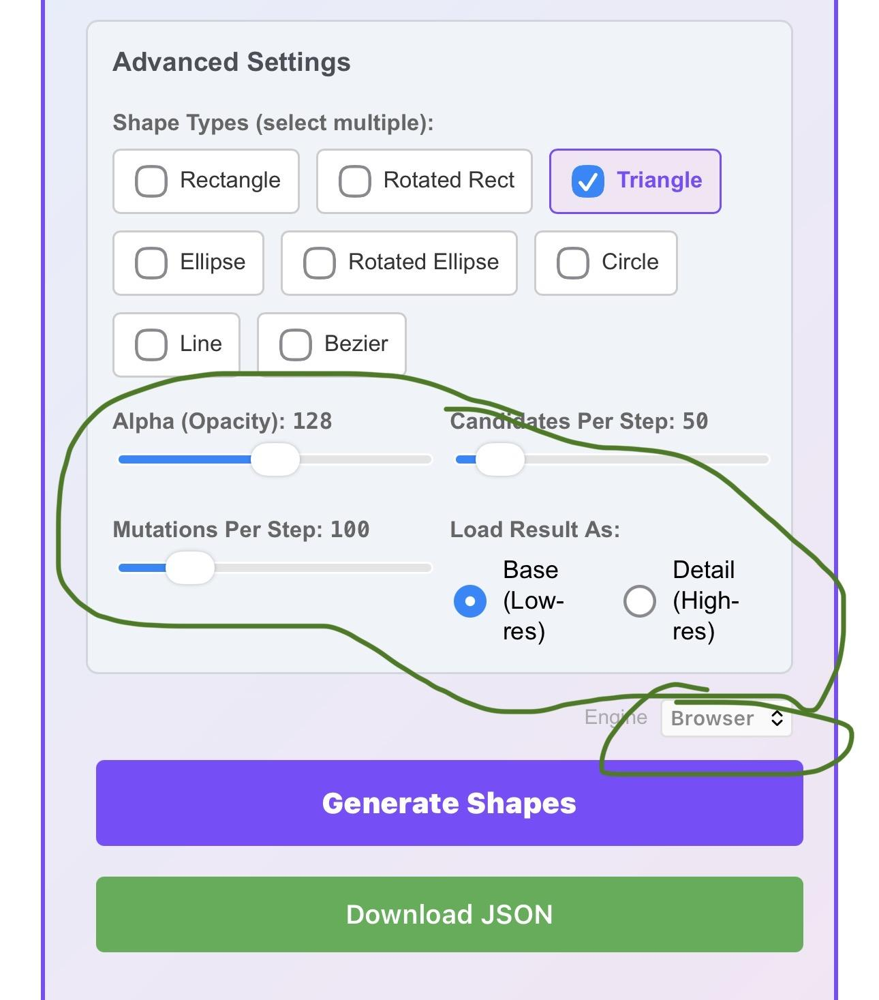 Advanced Settings
Shape Types (select multiple):
Rectangle
Rotated Rect
Triangle
Ellipse
Rotated Ellipse
Circle
Line
Bezier
Alpha (Opacity): 128
Candidates Per Step: 50
Mutations Per Step: 100
Load Result As:
Base
(Low-
res)
Detail
(High-
res)
Engine
Browser
Generate Shapes
Download JSON